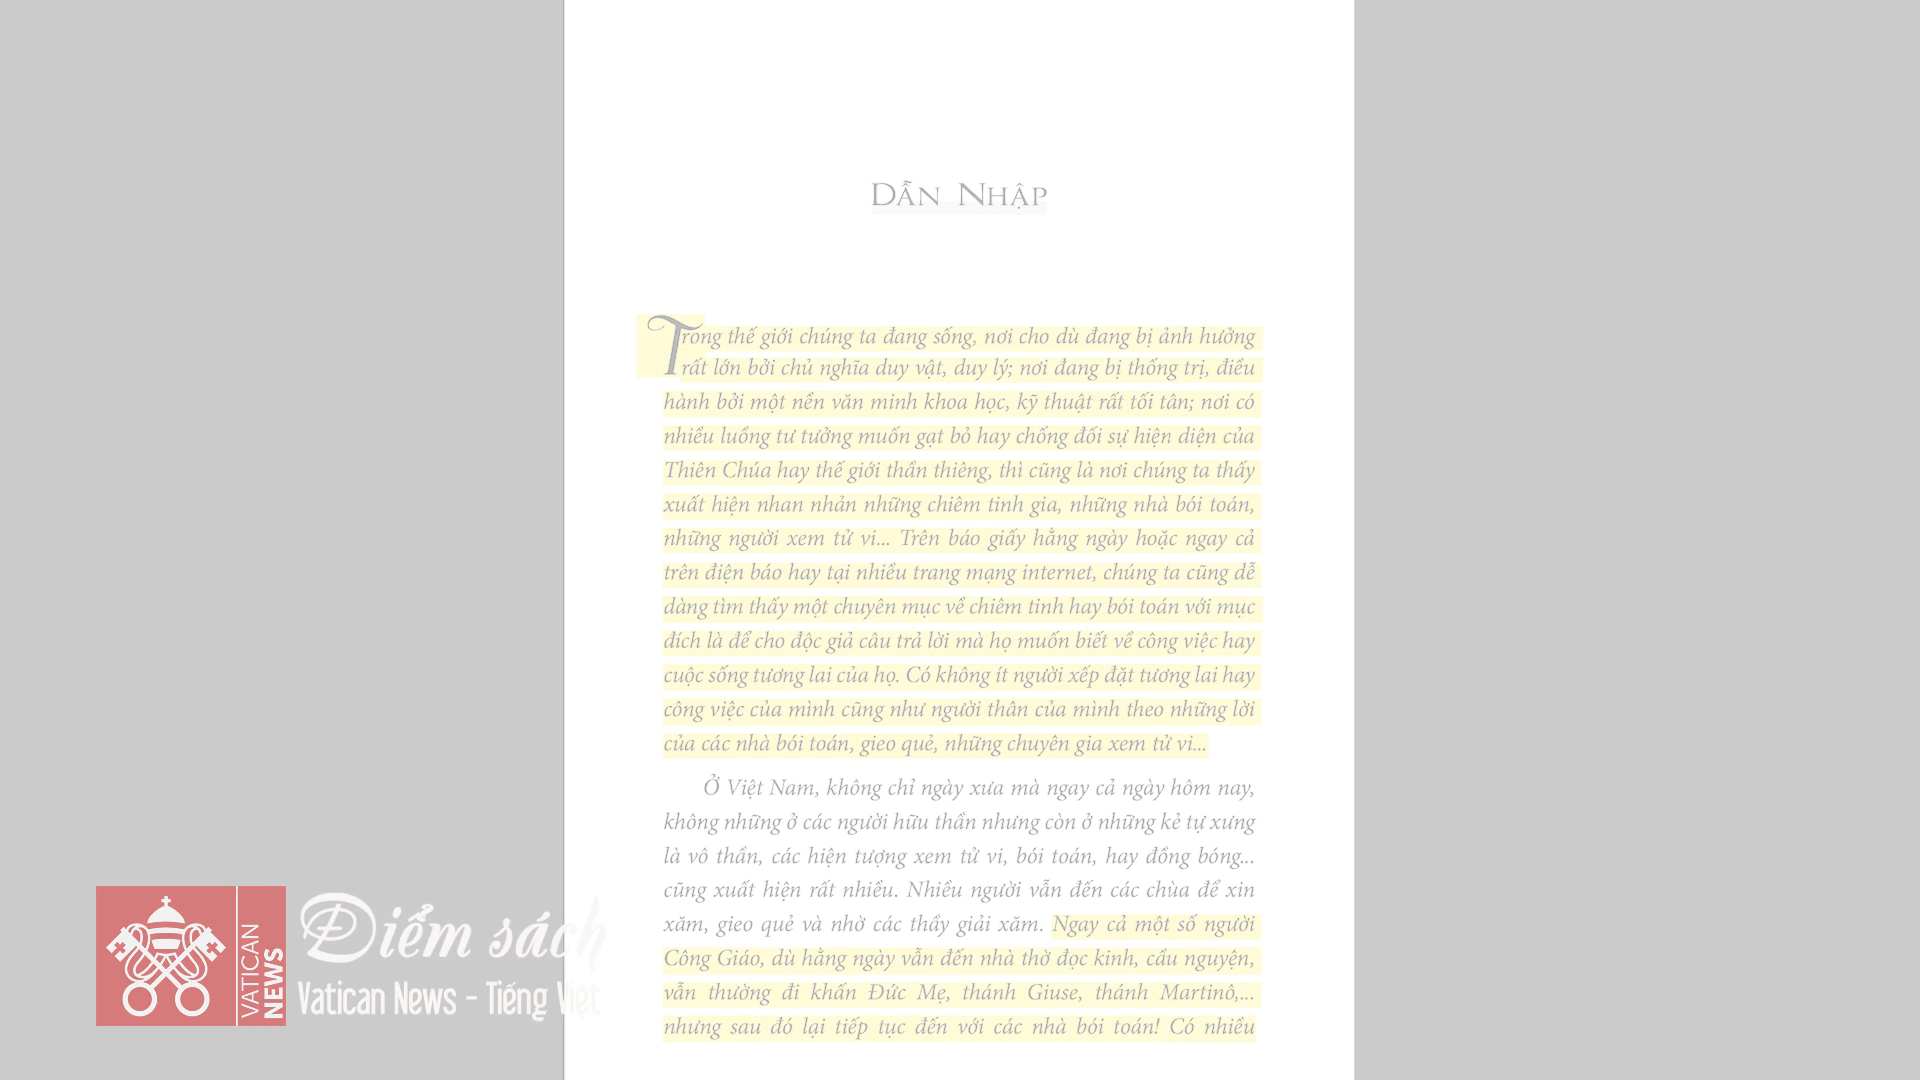 DẪN NHẬP
Trong thế giới chúng ta đang sống, nơi cho dù đang bị ảnh hưởng
rất lớn bởi chủ nghĩa duy vật, duy lý; nơi đang bị thống trị, điều
hành bởi một nền văn minh khoa học, kỹ thuật rất tối tân; nơi có
nhiều luồng tư tưởng muốn gạt bỏ hay chống đối sự hiện diện của
Thiên Chúa hay thế giới thần thiêng, thì cũng là nơi chúng ta thấy
xuất hiện nhan nhản những chiêm tinh gia, những nhà bói toán,
những người xem tử vi... Trên báo giấy hằng ngày hoặc ngay cả
trên điện báo hay tại nhiều trang mạng internet, chúng ta cũng dễ
dàng tìm thấy một chuyên mục về chiêm tinh hay bói toán với mục
đích là để cho độc giả câu trả lời mà họ muốn biết về công việc hay
cuộc sống tương lai của họ. Có không ít người xếp đặt tương lai hay
công việc của mình cũng như người thân của mình theo những lời
của các nhà bói toán, gieo quẻ, những chuyên gia xem tử vi...
Ở Việt Nam, không chỉ ngày xưa mà ngay cả ngày hôm nay,
không những ở các người hữu thần nhưng còn ở những kẻ tự xưng
là vô thần, các hiện tượng xem tử vi, bói toán, hay đồng bóng...
cũng xuất hiện rất nhiều. Nhiều người vẫn đến các chùa để xin
xăm, gieo quẻ và nhờ các thầy giải xăm. Ngay cả một số người
Công Giáo, dù hằng ngày vẫn đến nhà thờ đọc kinh, cầu nguyện,
vẫn thường đi khấn Đức Mẹ, thánh Giuse, thánh Martinô,...
nhưng sau đó lại tiếp tục đến với các nhà bói toán! Có nhiều
VATICAN
NEWS
Điểm sách
Vatican News - Tiếng Việt